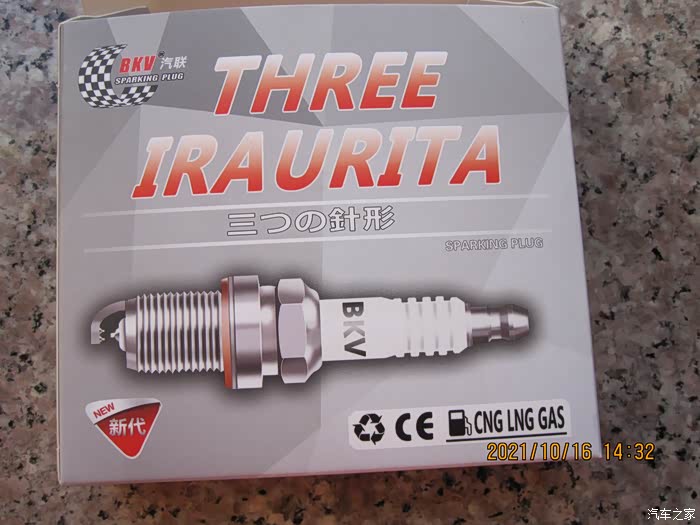 BKV® 汽联
SPARKING PLUG
THREE
IRAURITA
三つの針形
SPARKING PLUG
BKV
NEW
新代
CE
CNG LNG GAS
2021/10/16 14:32
汽车之家